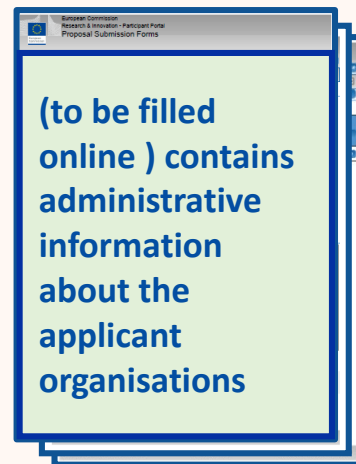 European Commission
Research & Innovation - Participant Portal
Proposal Submission Forms
(to be filled
online ) contains
administrative
information
about the
applicant
organisations